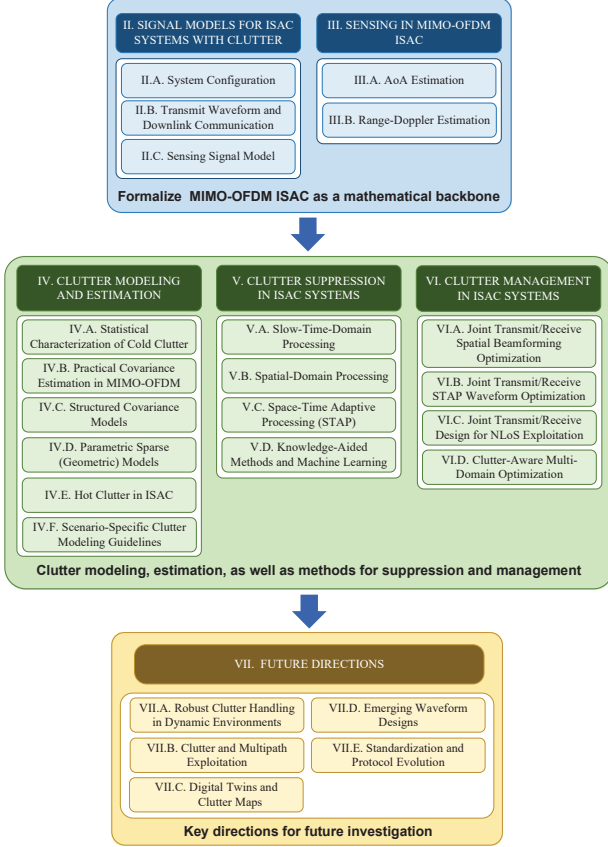 II. SIGNAL MODELS FOR ISAC
SYSTEMS WITH CLUTTER
II.A. System Configuration
II.B. Transmit Waveform and
Downlink Communication
II.C. Sensing Signal Model
III. SENSING IN MIMO-OFDM
ISAC
III.A. AoA Estimation
III.B. Range-Doppler Estimation
Formalize MIMO-OFDM ISAC as a mathematical backbone
IV. CLUTTER MODELING
AND ESTIMATION
IV.A. Statistical
Characterization of Cold Clutter
IV.B. Practical Covariance
Estimation in MIMO-OFDM
IV.C. Structured Covariance
Models
IV.D. Parametric Sparse
(Geometric) Models
IV.E. Hot Clutter in ISAC
IV.F. Scenario-Specific Clutter
Modeling Guidelines
V. CLUTTER SUPPRESSION
IN ISAC SYSTEMS
V.A. Slow-Time-Domain
Processing
V.B. Spatial-Domain Processing
V.C. Space-Time Adaptive
Processing (STAP)
V.D. Knowledge-Aided
Methods and Machine Learning
VI. CLUTTER MANAGEMENT
IN ISAC SYSTEMS
VI.A. Joint Transmit/Receive
Spatial Beamforming
Optimization
VI.B. Joint Transmit/Receive
STAP Waveform Optimization
VI.C. Joint Transmit/Receive
Design for NLoS Exploitation
VI.D. Clutter-Aware Multi-
Domain Optimization
Clutter modeling, estimation, as well as methods for suppression and management
VII. FUTURE DIRECTIONS
VII.A. Robust Clutter Handling
in Dynamic Environments
VII.B. Clutter and Multipath
Exploitation
VII.C. Digital Twins and
Clutter Maps
VII.D. Emerging Waveform
Designs
VII.E. Standardization and
Protocol Evolution
Key directions for future investigation